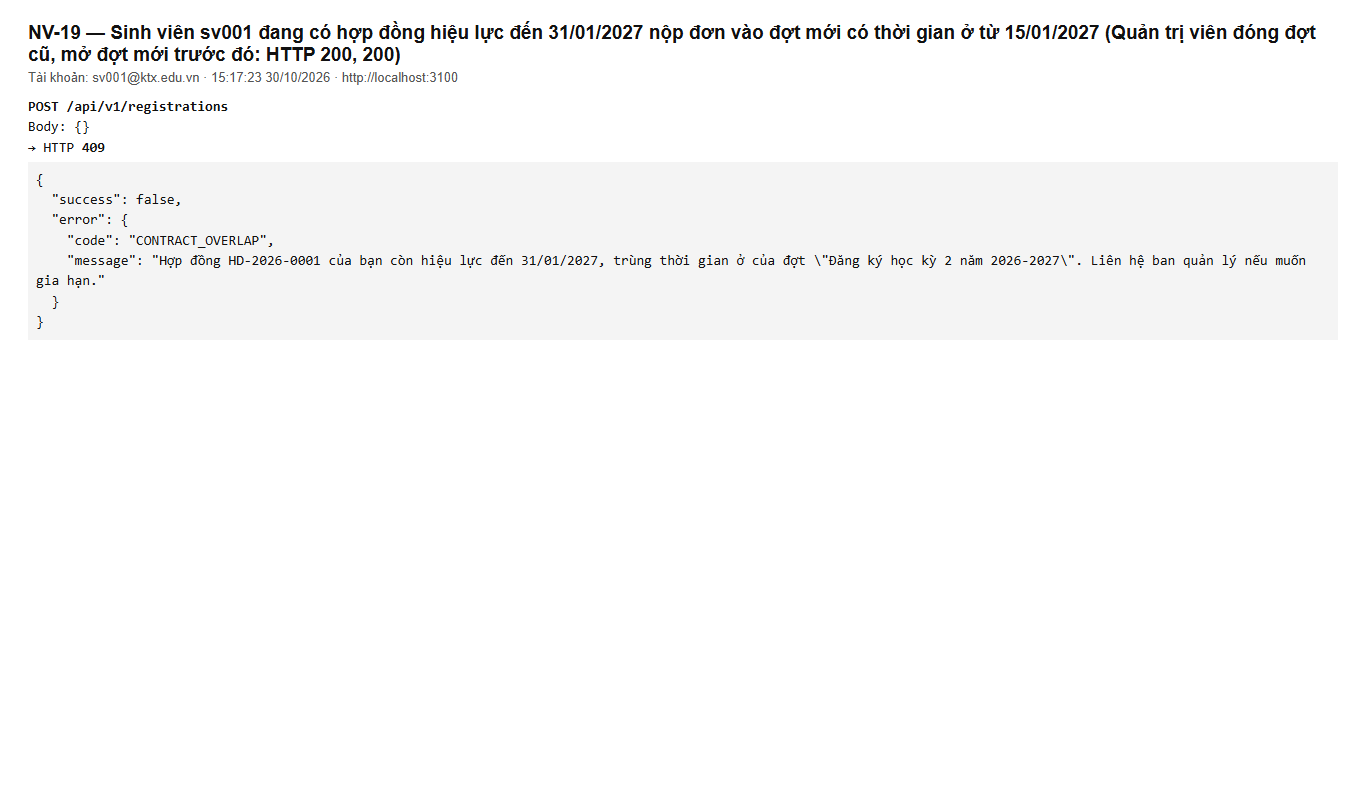 NV-19 — Sinh viên sv001 đang có hợp đồng hiệu lực đến 31/01/2027 nộp đơn vào đợt mới có thời gian ở từ 15/01/2027 (Quản trị viên đóng đợt
cũ, mở đợt mới trước đó: HTTP 200, 200)
Tài khoản: sv001@ktx.edu.vn · 15:17:23 30/10/2026 · http://localhost:3100
POST /api/v1/registrations
Body: {}
→ HTTP 409
{
  "success": false,
  "error": {
    "code": "CONTRACT_OVERLAP",
    "message": "Hợp đồng HD-2026-0001 của bạn còn hiệu lực đến 31/01/2027, trùng thời gian ở của đợt \"Đăng ký học kỳ 2 năm 2026-2027\". Liên hệ ban quản lý nếu muốn
gia hạn."
  }
}